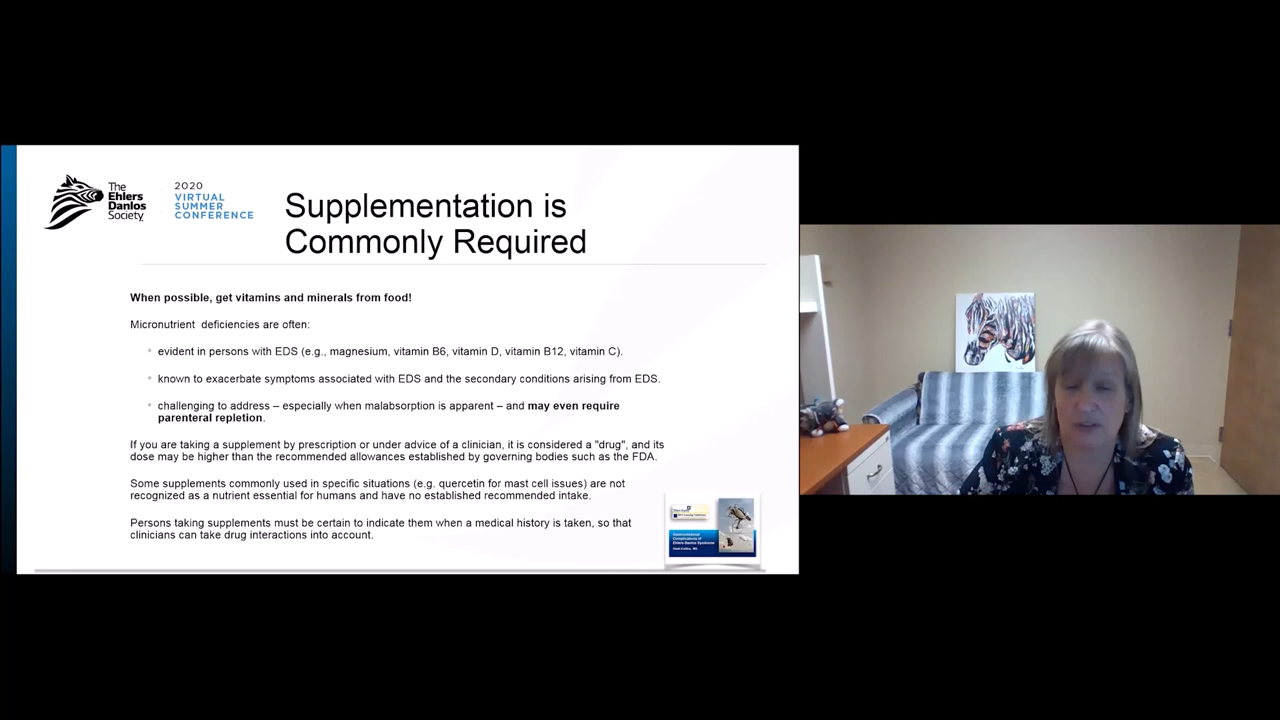 The
Ehlers
Danlos
Society
2020
VIRTUAL
SUMMER
CONFERENCE
Supplementation is
Commonly Required
When possible, get vitamins and minerals from food!
Micronutrient deficiencies are often:
evident in persons with EDS (e.g., magnesium, vitamin B6, vitamin D, vitamin B12, vitamin C).
known to exacerbate symptoms associated with EDS and the secondary conditions arising from EDS.
challenging to address – especially when malabsorption is apparent – and may even require
parenteral repletion.
If you are taking a supplement by prescription or under advice of a clinician, it is considered a "drug", and its
dose may be higher than the recommended allowances established by governing bodies such as the FDA.
Some supplements commonly used in specific situations (e.g. quercetin for mast cell issues) are not
recognized as a nutrient essential for humans and have no established recommended intake.
Persons taking supplements must be certain to indicate them when a medical history is taken, so that
clinicians can take drug interactions into account.
Gastrointestinal
Complications of
Ehlers-Danlos Syndrome